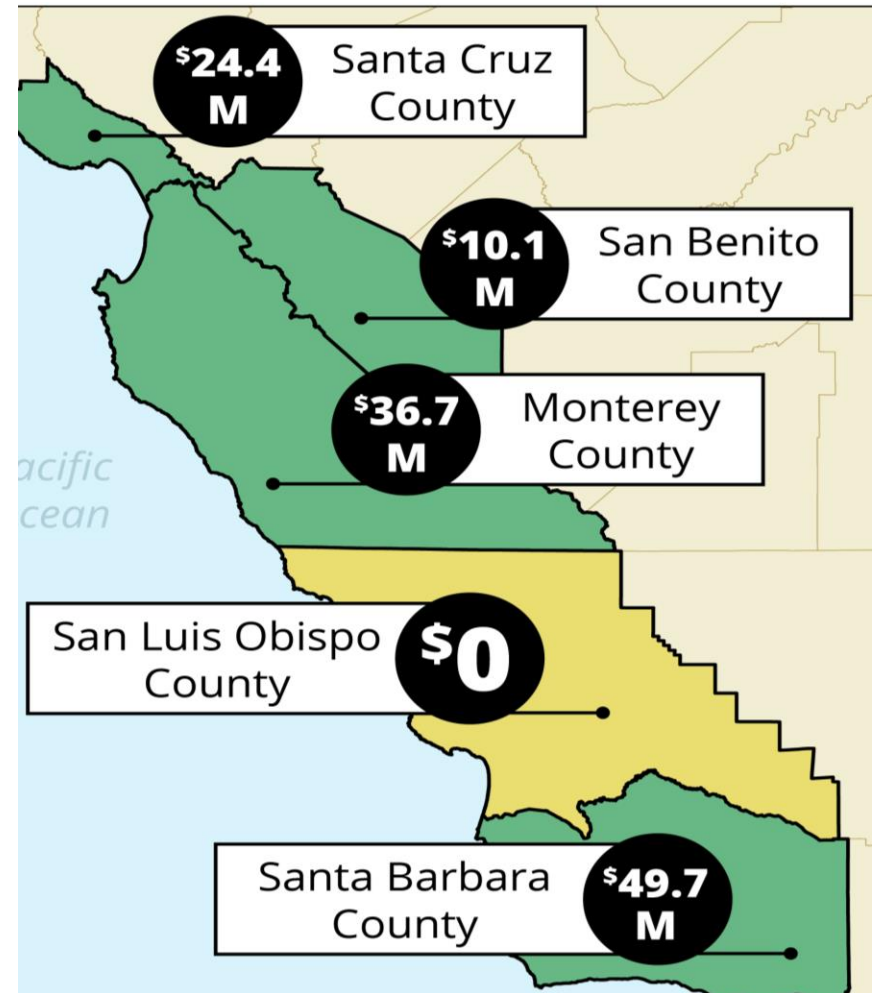 $24.4
M
Santa Cruz
County
$10.1
M
San Benito
County
$36.7
M
Monterey
County
acific
cean
San Luis Obispo
County
$0
Santa Barbara
County
$49.7
M